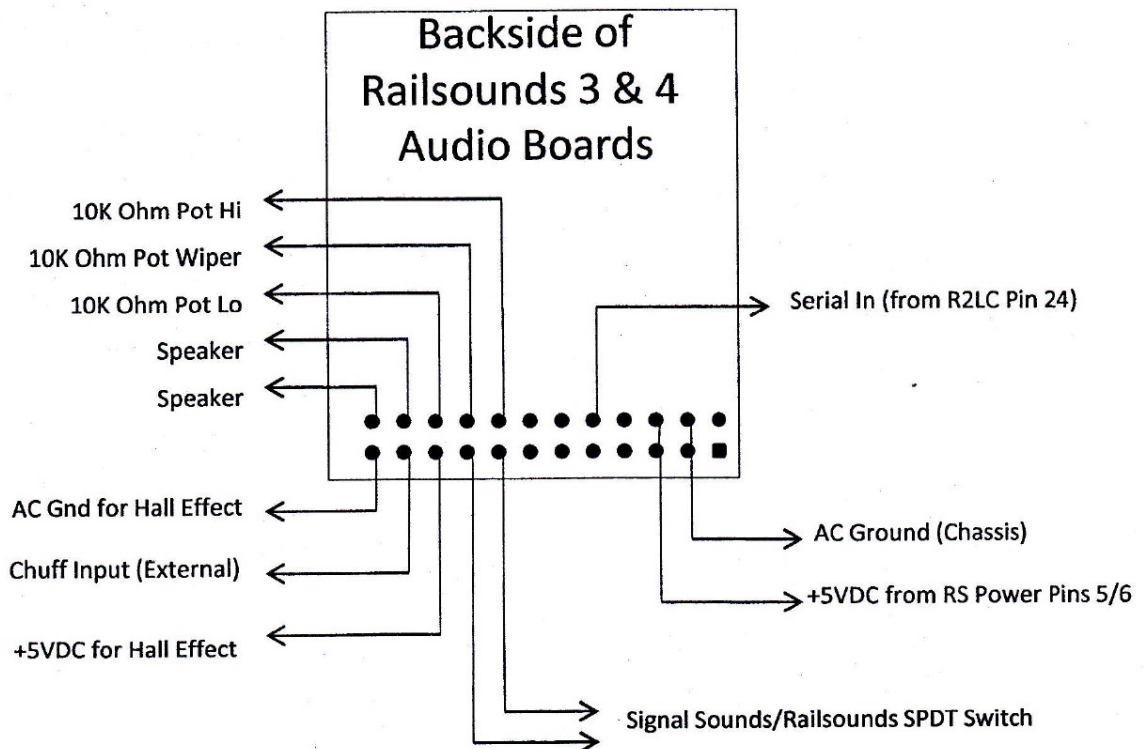 Backside of
Railsounds 3 & 4
Audio Boards
10K Ohm Pot Hi
10K Ohm Pot Wiper
10K Ohm Pot Lo
Speaker
Speaker
Serial In (from R2LC Pin 24)
AC Gnd for Hall Effect
Chuff Input (External)
+5VDC for Hall Effect
AC Ground (Chassis)
+5VDC from RS Power Pins 5/6
Signal Sounds/Railsounds SPDT Switch